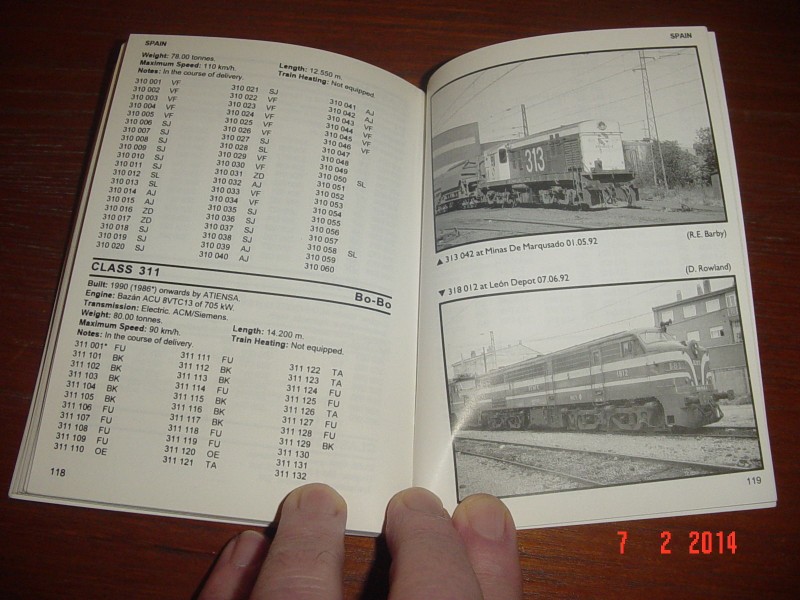 SPAIN
Weight: 78.00 tonnes.
Maximum Speed: 110 km/h.
Notes: In the course of delivery.
Length: 12.550 m.
Train Heating: Not equipped.
310 001 VF
310 002 VF
310 003 VF
310 004 VF
310 005 VF
310 006 SJ
310 007 SJ
310 008 SJ
310 009 SJ
310 010 SJ
310 011 SJ
310 012 SL
310 013 SL
310 014 AJ
310 015 AJ
310 016 ZD
310 017 ZD
310 018 SJ
310 019 SJ
310 020 SJ
310 021 SJ
310 022 VF
310 023 VF
310 024 VF
310 025 VF
310 026 VF
310 027 SJ
310 028 SL
310 029 VF
310 030 VF
310 031 ZD
310 032 AJ
310 033 VF
310 034 VF
310 035 SJ
310 036 SJ
310 037 SJ
310 038 SJ
310 039 AJ
310 040 AJ
310 041 AJ
310 042 AJ
310 043 VF
310 044 VF
310 045 VF
310 046 VF
310 047
310 048
310 049
310 050 SL
310 051
310 052
310 053
310 054
310 055
310 056
310 057
310 058 SL
310 059
310 060
CLASS 311 Bo-Bo
Built: 1990 (1986*) onwards by ATIENSA.
Engine: Bazán ACU 8VTC13 of 705 kW.
Transmission: Electric. ACM/Siemens.
Weight: 80.00 tonnes.
Maximum Speed: 90 km/h.
Notes: In the course of delivery.
Length: 14.200 m.
Train Heating: Not equipped.
311 001* FU
311 101 BK
311 102 BK
311 103 BK
311 104 BK
311 105 BK
311 106 FU
311 107 FU
311 108 FU
311 109 FU
311 110 OE
311 111 FU
311 112 BK
311 113 BK
311 114 FU
311 115 BK
311 116 BK
311 117 BK
311 118 FU
311 119 FU
311 120 OE
311 121 TA
311 122 TA
311 123 TA
311 124 FU
311 125 FU
311 126 TA
311 127 FU
311 128 FU
311 129 BK
311 130
311 131
311 132
118
SPAIN
313
▲ 313 042 at Minas De Marqusado 01.05.92 (R.E. Barby)
▼ 318 012 at León Depot 07.06.92 (D. Rowland)
119
7 2 2014